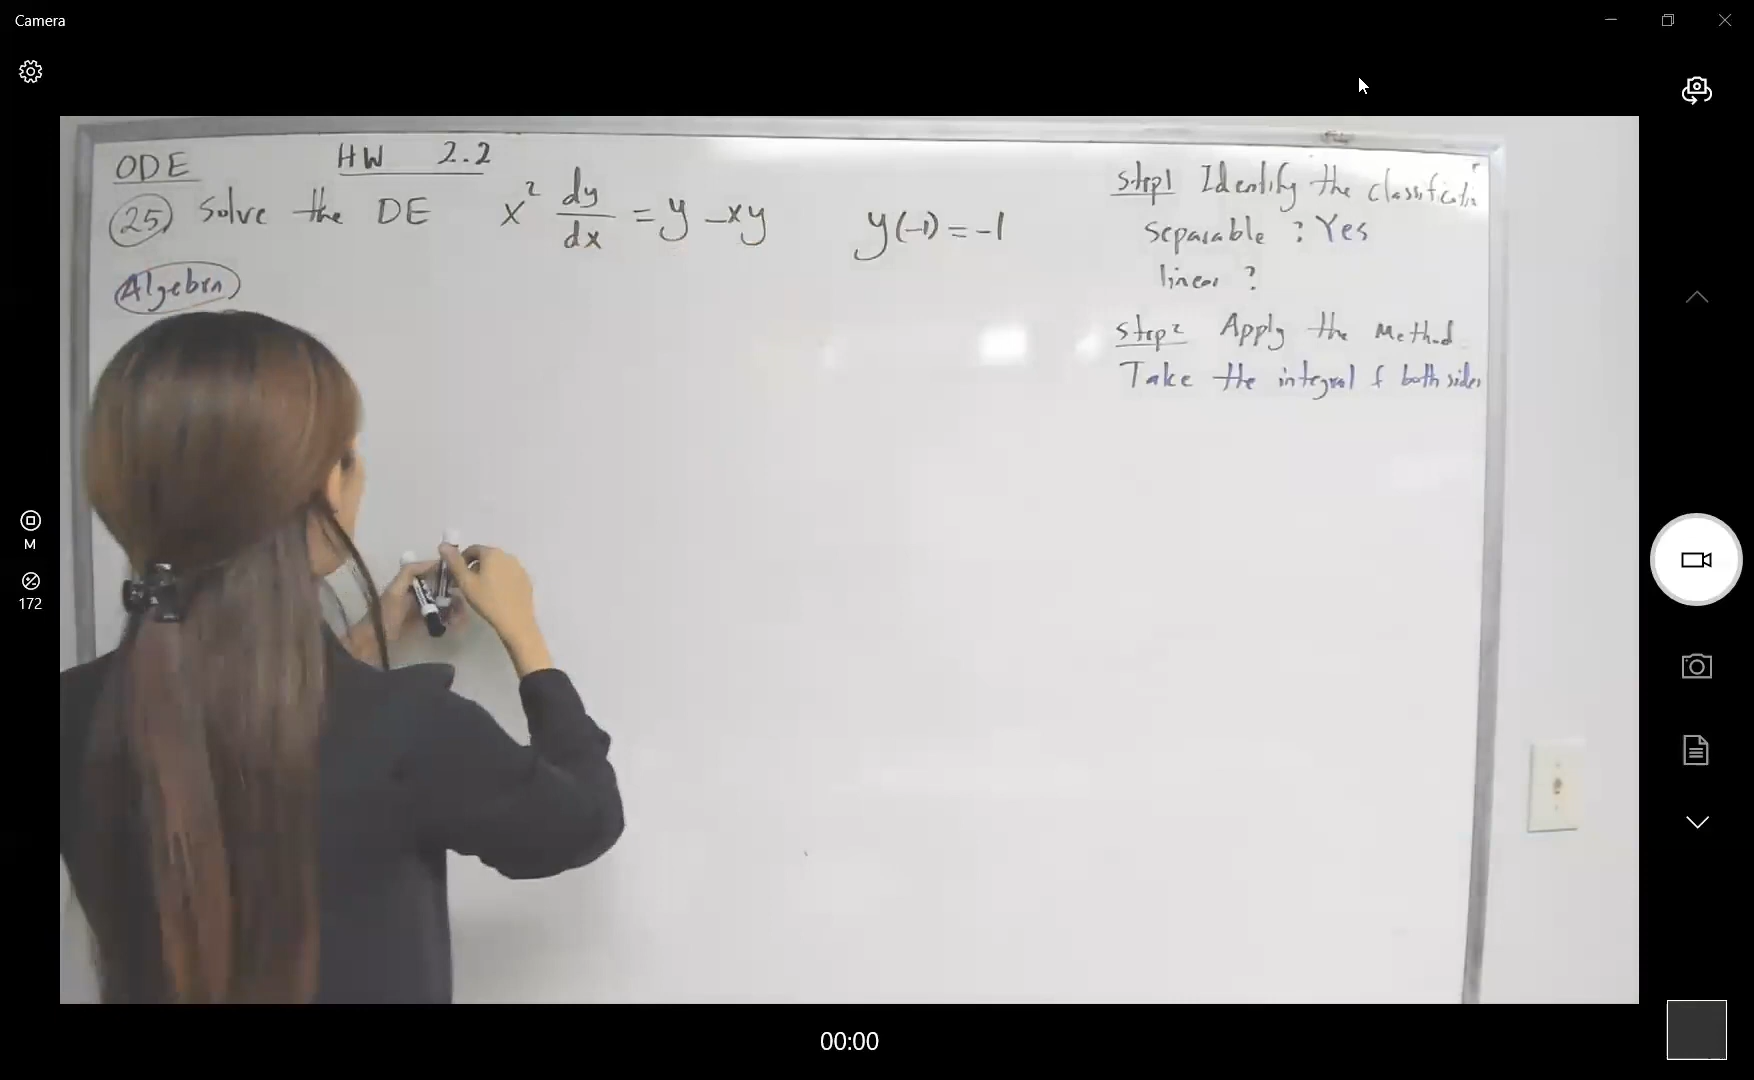 Camera
ODE HW 2.2
25 Solve the DE x² dy/dx = y - xy y(-1) = -1
Algebra
Step1 Identify the classificatin
separable ? Yes
linear ?
Step2 Apply the Method
Take the integral of both sides
M
172
00:00